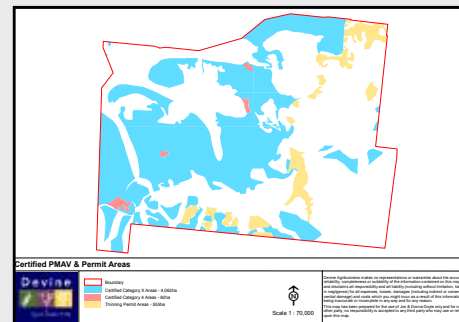 Certified PMAV & Permit Areas
Devine
Boundary
Certified Category X Areas - 4,062ha
Certified Category 4 Areas - 60ha
Thinning Permit Areas - 556ha
N
Scale 1 : 70,000
Devine Agribusiness makes no representations or warranties about the accu
reliability, completeness or suitability of the information contained on this map
and disclaims all responsibility and all liability (including without limitation, lia
in negligence) for all expenses, losses, damages (including indirect or conse
uential damage) and costs which you might incur as a result of this informatio
being inaccurate or incomplete in any way and for any reason.
This map has been prepared for the use of Joe & Donna Doyle only and for n
other party, no responsibility is accepted to any third party who may use or re
upon this map.